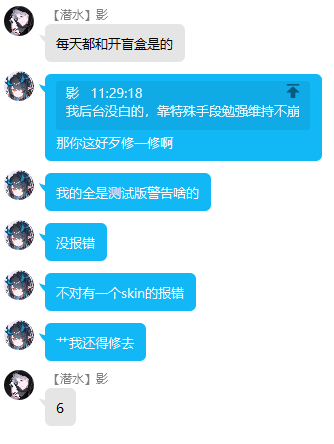 【潜水】影
每天都和开盲盒是的
影 11:29:18
我后台没白的，靠特殊手段勉强维持不崩
那你这好歹修一修啊
我的全是测试版警告啥的
没报错
不对有一个skin的报错
艹我还得修去
【潜水】影
6